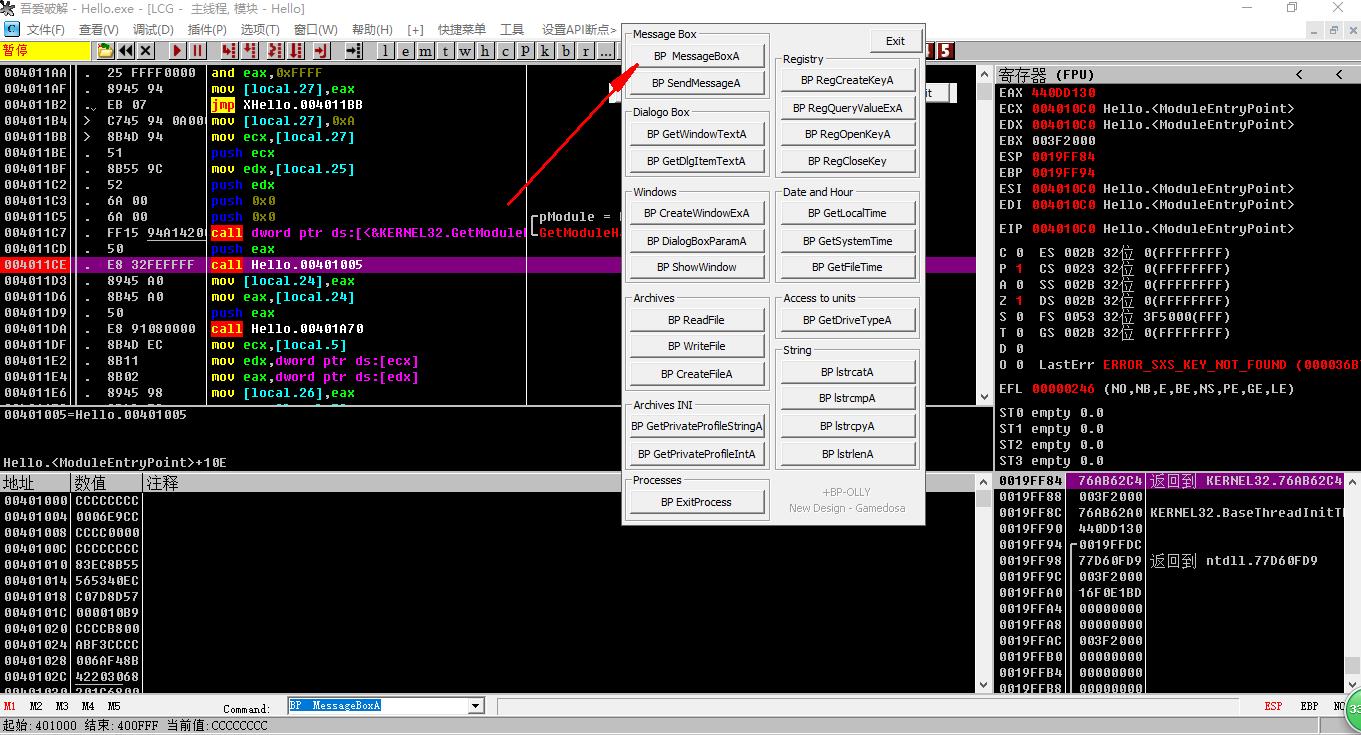 吾爱破解 - Hello.exe - [LCG - 主线程, 模块 - Hello]
文件(F) 查看(V) 调试(D) 插件(P) 选项(T) 窗口(W) 帮助(H) [+] 快捷菜单 工具 设置API断点>
暂停 l e m t w h c p k b r ... 5
004011AA . 25 FFFF0000 and eax,0xFFFF
004011AF . 8945 94 mov [local.27],eax
004011B2 . EB 07 jmp XHello.004011BB
004011B4 > C745 94 0A00 mov [local.27],0xA
004011BB > 8B4D 94 mov ecx,[local.27]
004011BE . 51 push ecx
004011BF . 8B55 9C mov edx,[local.25]
004011C2 . 52 push edx
004011C3 . 6A 00 push 0x0
004011C5 . 6A 00 push 0x0 pModule =
004011C7 . FF15 94A14200 call dword ptr ds:[<&KERNEL32.GetModule GetModuleH
004011CD . 50 push eax
004011CE . E8 32FEFFFF call Hello.00401005
004011D3 . 8945 A0 mov [local.24],eax
004011D6 . 8B45 A0 mov eax,[local.24]
004011D9 . 50 push eax
004011DA . E8 91080000 call Hello.00401A70
004011DF . 8B4D EC mov ecx,[local.5]
004011E2 . 8B11 mov edx,dword ptr ds:[ecx]
004011E4 . 8B02 mov eax,dword ptr ds:[edx]
004011E6 . 8945 98 mov [local.26],eax
00401005=Hello.00401005
Hello.<ModuleEntryPoint>+10E
Message Box
Exit
BP MessageBoxA
BP SendMessageA
Dialogo Box
BP GetWindowTextA
BP GetDlgItemTextA
Windows
BP CreateWindowExA
BP DialogBoxParamA
BP ShowWindow
Archives
BP ReadFile
BP WriteFile
BP CreateFileA
Archives INI
BP GetPrivateProfileStringA
BP GetPrivateProfileIntA
Processes
BP ExitProcess
Registry
BP RegCreateKeyA
BP RegQueryValueExA
BP RegOpenKeyA
BP RegCloseKey
Date and Hour
BP GetLocalTime
BP GetSystemTime
BP GetFileTime
Access to units
BP GetDriveTypeA
String
BP lstrcatA
BP lstrcmpA
BP lstrcpyA
BP lstrlenA
+BP-OLLY
New Design - Gamedosa
it
寄存器 (FPU) < <
EAX 440DD130
ECX 004010C0 Hello.<ModuleEntryPoint>
EDX 004010C0 Hello.<ModuleEntryPoint>
EBX 003F2000
ESP 0019FF84
EBP 0019FF94
ESI 004010C0 Hello.<ModuleEntryPoint>
EDI 004010C0 Hello.<ModuleEntryPoint>
EIP 004010C0 Hello.<ModuleEntryPoint>
C 0 ES 002B 32位 0(FFFFFFFF)
P 1 CS 0023 32位 0(FFFFFFFF)
A 0 SS 002B 32位 0(FFFFFFFF)
Z 1 DS 002B 32位 0(FFFFFFFF)
S 0 FS 0053 32位 3F5000(FFF)
T 0 GS 002B 32位 0(FFFFFFFF)
D 0
O 0 LastErr ERROR_SXS_KEY_NOT_FOUND (000036B7
EFL 00000246 (NO,NB,E,BE,NS,PE,GE,LE)
ST0 empty 0.0
ST1 empty 0.0
ST2 empty 0.0
ST3 empty 0.0
地址 数值 注释
00401000 CCCCCCCC
00401004 0006E9CC
00401008 CCCC0000
0040100C CCCCCCCC
00401010 83EC8B55
00401014 565340EC
00401018 C07D8D57
0040101C 000010B9
00401020 CCCCB800
00401024 ABF3CCCC
00401028 006AF48B
0040102C 42203068
00401030 201C6800
0019FF84 76AB62C4 返回到 KERNEL32.76AB62C4
0019FF88 003F2000
0019FF8C 76AB62A0 KERNEL32.BaseThreadInitT
0019FF90 440DD130
0019FF94 0019FFDC
0019FF98 77D60FD9 返回到 ntdll.77D60FD9
0019FF9C 003F2000
0019FFA0 16F0E1BD
0019FFA4 00000000
0019FFA8 00000000
0019FFAC 003F2000
0019FFB0 00000000
0019FFB4 00000000
0019FFB8 00000000
M1 M2 M3 M4 M5 Command: BP MessageBoxA ESP EBP NO 33
起始: 401000 结束: 400FFF 当前值: CCCCCCCC